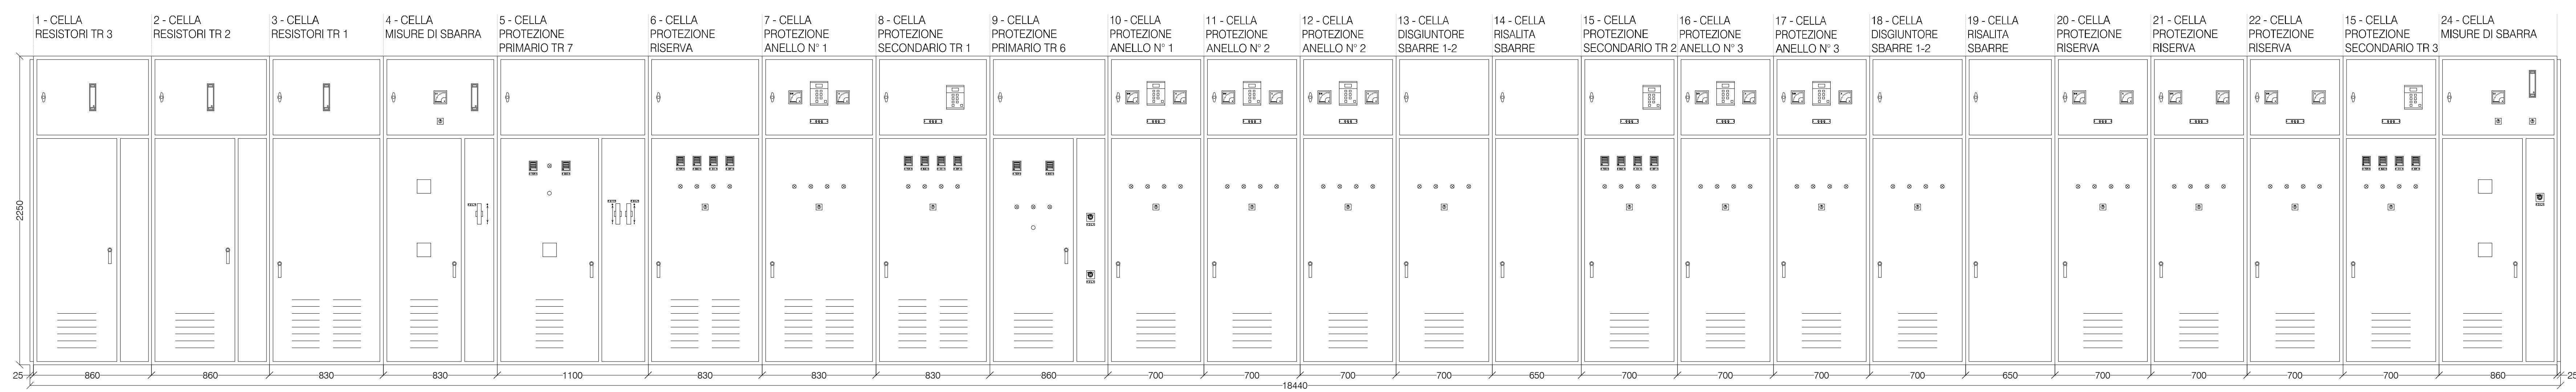 1 - CELLA
RESISTORI TR 3
2 - CELLA
RESISTORI TR 2
3 - CELLA
RESISTORI TR 1
4 - CELLA
MISURE DI SBARRA
5 - CELLA
PROTEZIONE
PRIMARIO TR 7
6 - CELLA
PROTEZIONE
RISERVA
7 - CELLA
PROTEZIONE
ANELLO N° 1
8 - CELLA
PROTEZIONE
SECONDARIO TR 1
9 - CELLA
PROTEZIONE
PRIMARIO TR 6
10 - CELLA
PROTEZIONE
ANELLO N° 1
11 - CELLA
PROTEZIONE
ANELLO N° 2
12 - CELLA
PROTEZIONE
ANELLO N° 2
13 - CELLA
DISGIUNTORE
SBARRE 1-2
14 - CELLA
RISALITA
SBARRE
15 - CELLA
PROTEZIONE
SECONDARIO TR 2
16 - CELLA
PROTEZIONE
ANELLO N° 3
17 - CELLA
PROTEZIONE
ANELLO N° 3
18 - CELLA
DISGIUNTORE
SBARRE 1-2
19 - CELLA
RISALITA
SBARRE
20 - CELLA
PROTEZIONE
RISERVA
21 - CELLA
PROTEZIONE
RISERVA
22 - CELLA
PROTEZIONE
RISERVA
15 - CELLA
PROTEZIONE
SECONDARIO TR 3
24 - CELLA
MISURE DI SBARRA
2250
25 860 860 830 830 1100 830 830 830 860 700 700 700 700 650 700 700 700 700 650 700 700 700 700 860 25
18440